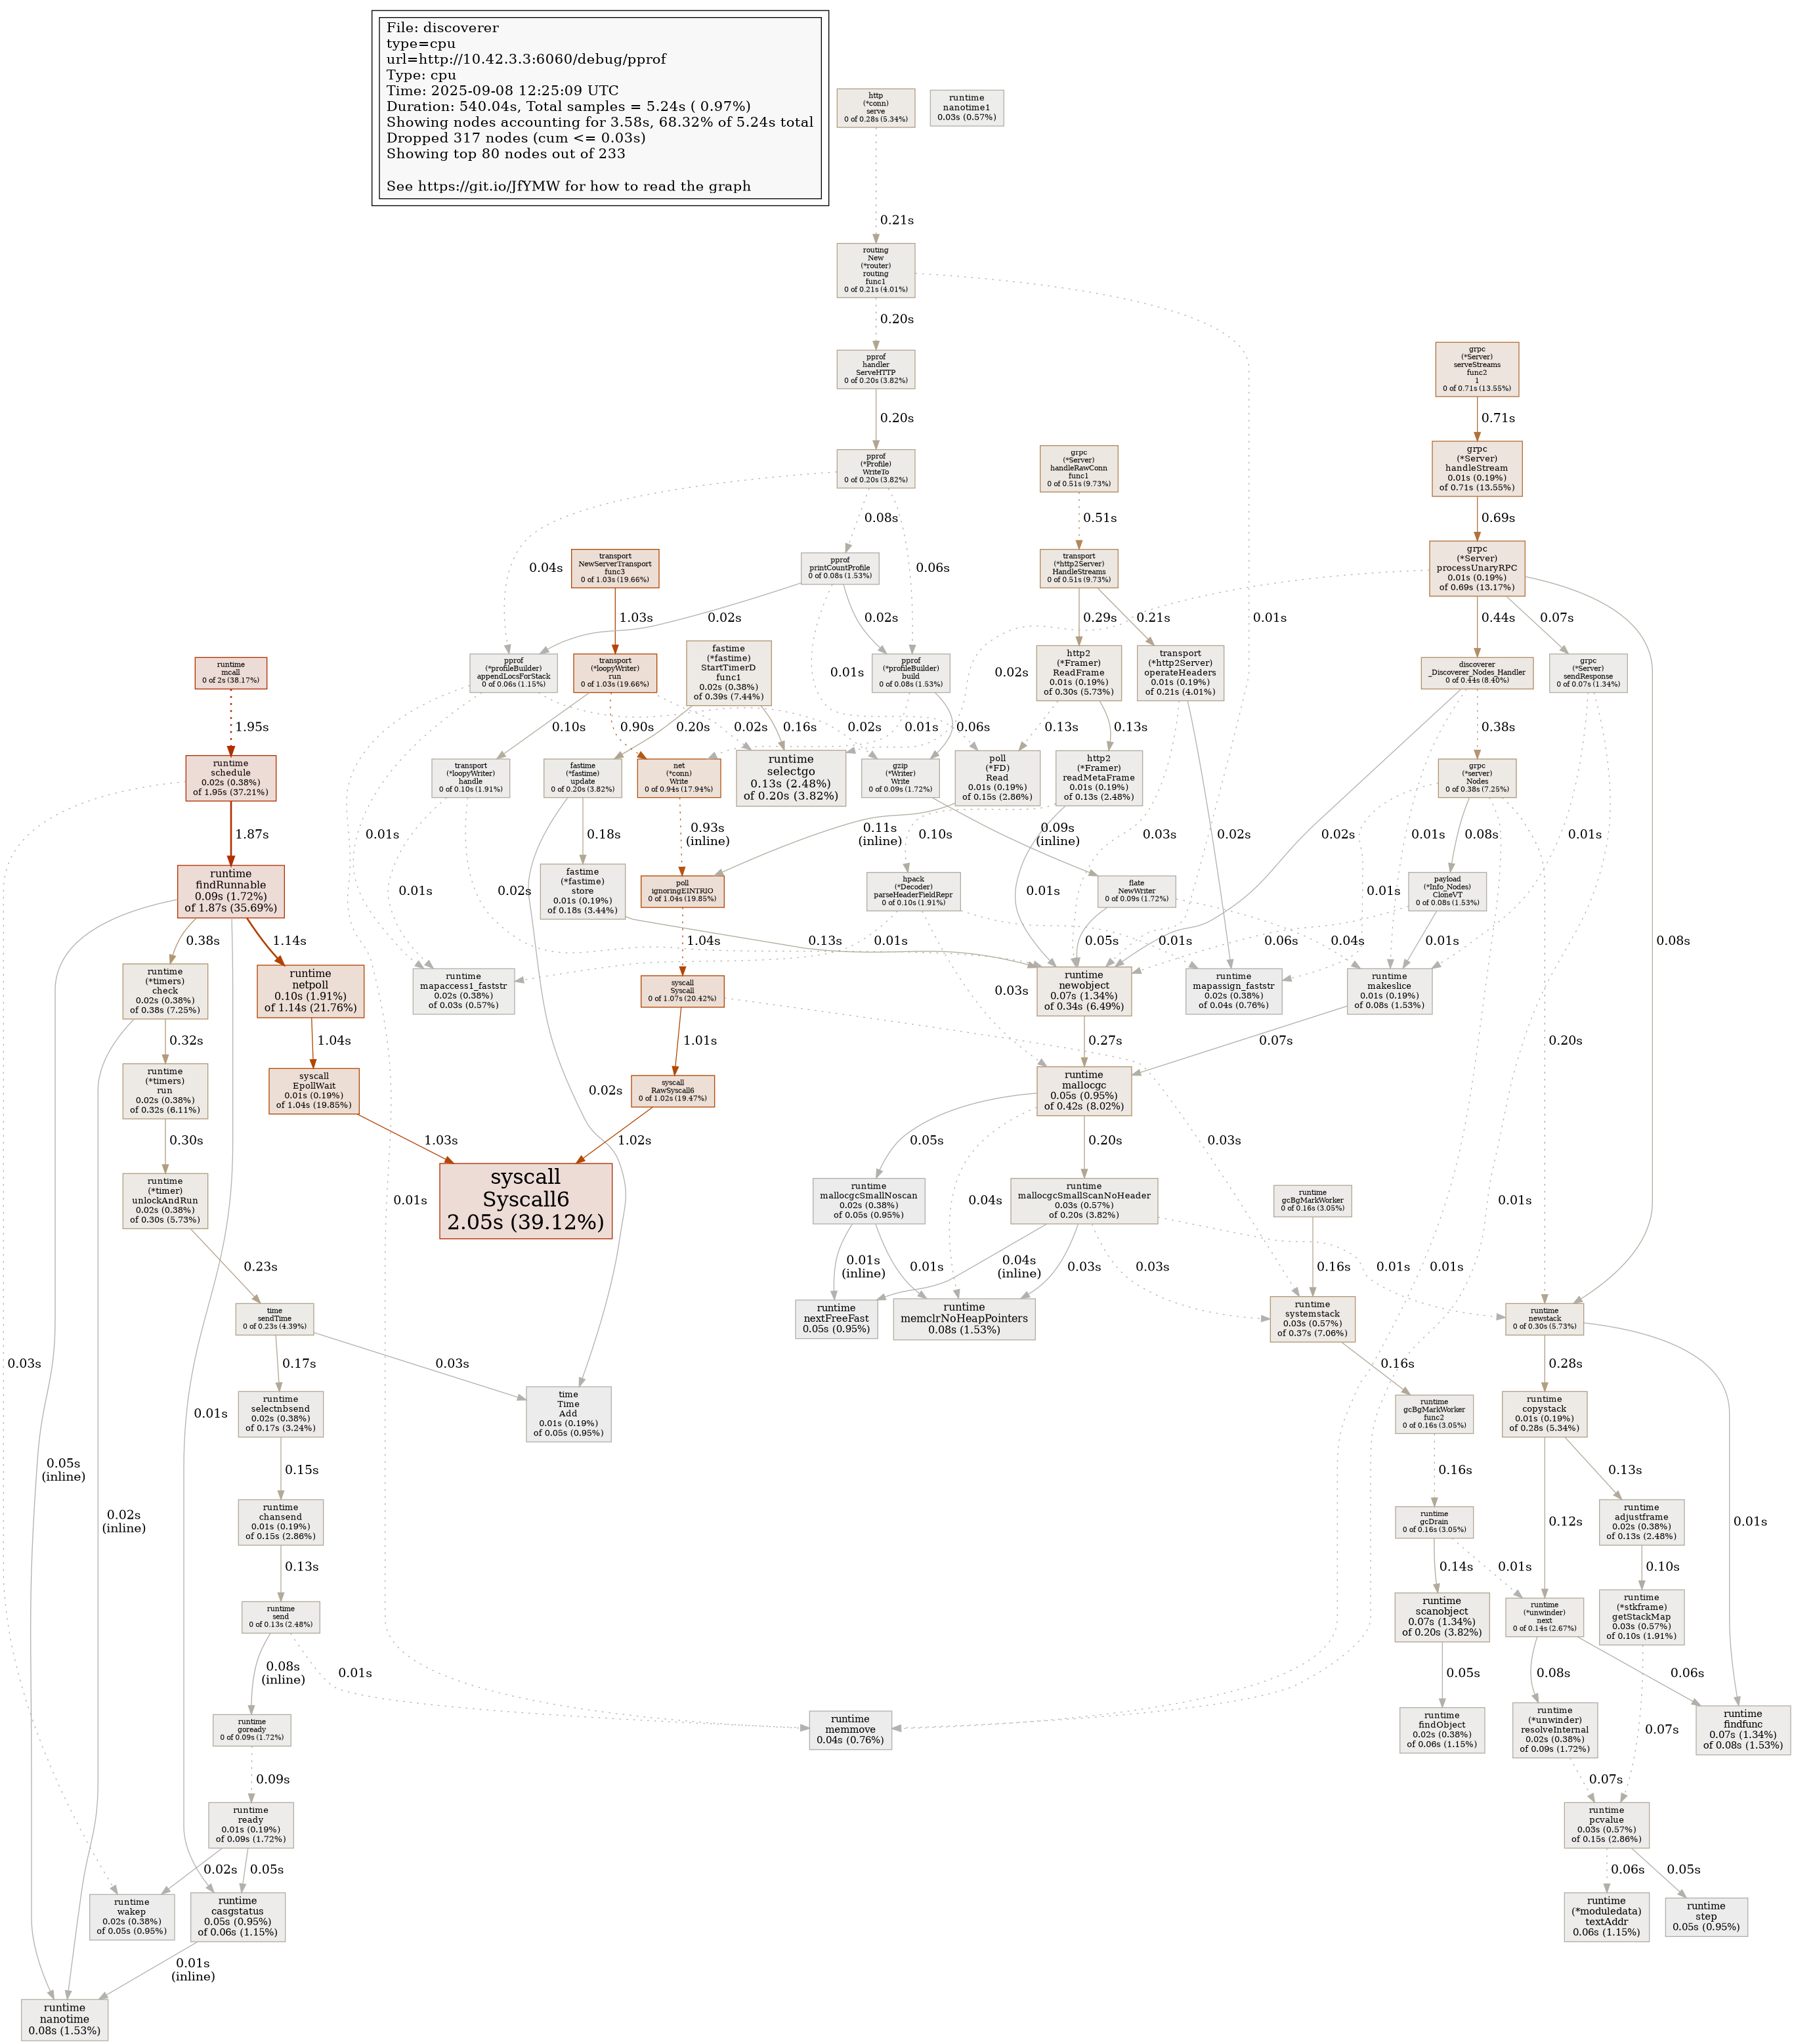 File: discoverer
type=cpu
url=http://10.42.3.3:6060/debug/pprof
Type: cpu
Time: 2025-09-08 12:25:09 UTC
Duration: 540.04s, Total samples = 5.24s ( 0.97%)
Showing nodes accounting for 3.58s, 68.32% of 5.24s total
Dropped 317 nodes (cum <= 0.03s)
Showing top 80 nodes out of 233
See https://git.io/JfYMW for how to read the graph
http
(*conn)
serve
0 of 0.28s (5.34%)
runtime
nanotime1
0.03s (0.57%)
0.21s
routing
New
(*router)
routing
func1
0 of 0.21s (4.01%)
0.20s
pprof
handler
ServeHTTP
0 of 0.20s (3.82%)
grpc
(*Server)
serveStreams
func2
1
0 of 0.71s (13.55%)
0.20s
0.71s
pprof
(*Profile)
WriteTo
0 of 0.20s (3.82%)
grpc
(*Server)
handleRawConn
func1
0 of 0.51s (9.73%)
grpc
(*Server)
handleStream
0.01s (0.19%)
of 0.71s (13.55%)
0.08s
0.51s
0.69s
0.04s
0.06s
transport
NewServerTransport
func3
0 of 1.03s (19.66%)
pprof
printCountProfile
0 of 0.08s (1.53%)
transport
(*http2Server)
HandleStreams
0 of 0.51s (9.73%)
grpc
(*Server)
processUnaryRPC
0.01s (0.19%)
of 0.69s (13.17%)
1.03s
0.02s
0.02s
0.29s
0.21s
0.01s
0.44s
0.07s
runtime
mcall
0 of 2s (38.17%)
pprof
(*profileBuilder)
appendLocsForStack
0 of 0.06s (1.15%)
transport
(*loopyWriter)
run
0 of 1.03s (19.66%)
fastime
(*fastime)
StartTimerD
func1
0.02s (0.38%)
of 0.39s (7.44%)
0.01s
pprof
(*profileBuilder)
build
0 of 0.08s (1.53%)
0.02s
http2
(*Framer)
ReadFrame
0.01s (0.19%)
of 0.30s (5.73%)
transport
(*http2Server)
operateHeaders
0.01s (0.19%)
of 0.21s (4.01%)
discoverer
_Discoverer_Nodes_Handler
0 of 0.44s (8.40%)
grpc
(*Server)
sendResponse
0 of 0.07s (1.34%)
1.95s
0.10s
0.90s
0.20s
0.02s
0.16s
0.02s
0.01s
0.06s
0.13s
0.13s
0.38s
runtime
schedule
0.02s (0.38%)
of 1.95s (37.21%)
transport
(*loopyWriter)
handle
0 of 0.10s (1.91%)
fastime
(*fastime)
update
0 of 0.20s (3.82%)
net
(*conn)
Write
0 of 0.94s (17.94%)
runtime
selectgo
0.13s (2.48%)
of 0.20s (3.82%)
gzip
(*Writer)
Write
0 of 0.09s (1.72%)
poll
(*FD)
Read
0.01s (0.19%)
of 0.15s (2.86%)
http2
(*Framer)
readMetaFrame
0.01s (0.19%)
of 0.13s (2.48%)
grpc
(*server)
Nodes
0 of 0.38s (7.25%)
1.87s
0.01s
0.18s
0.93s
(inline)
0.11s
(inline)
0.10s
0.09s
(inline)
0.03s
0.02s
0.02s
0.01s
0.08s
0.01s
runtime
findRunnable
0.09s (1.72%)
of 1.87s (35.69%)
0.01s
0.02s
fastime
(*fastime)
store
0.01s (0.19%)
of 0.18s (3.44%)
poll
ignoringEINTRIO
0 of 1.04s (19.85%)
hpack
(*Decoder)
parseHeaderFieldRepr
0 of 0.10s (1.91%)
0.01s
flate
NewWriter
0 of 0.09s (1.72%)
0.01s
payload
(*Info_Nodes)
CloneVT
0 of 0.08s (1.53%)
0.38s
1.14s
0.13s
1.04s
0.01s
0.05s
0.01s
0.06s
0.04s
0.01s
0.08s
runtime
(*timers)
check
0.02s (0.38%)
of 0.38s (7.25%)
runtime
netpoll
0.10s (1.91%)
of 1.14s (21.76%)
runtime
mapaccess1_faststr
0.02s (0.38%)
of 0.03s (0.57%)
syscall
Syscall
0 of 1.07s (20.42%)
0.03s
runtime
newobject
0.07s (1.34%)
of 0.34s (6.49%)
runtime
mapassign_faststr
0.02s (0.38%)
of 0.04s (0.76%)
runtime
makeslice
0.01s (0.19%)
of 0.08s (1.53%)
0.32s
1.04s
1.01s
0.27s
0.07s
0.20s
runtime
(*timers)
run
0.02s (0.38%)
of 0.32s (6.11%)
syscall
EpollWait
0.01s (0.19%)
of 1.04s (19.85%)
0.02s
syscall
RawSyscall6
0 of 1.02s (19.47%)
runtime
mallocgc
0.05s (0.95%)
of 0.42s (8.02%)
0.30s
1.03s
1.02s
0.05s
0.20s
0.03s
runtime
(*timer)
unlockAndRun
0.02s (0.38%)
of 0.30s (5.73%)
0.01s
syscall
Syscall6
2.05s (39.12%)
runtime
mallocgcSmallNoscan
0.02s (0.38%)
of 0.05s (0.95%)
0.04s
runtime
mallocgcSmallScanNoHeader
0.03s (0.57%)
of 0.20s (3.82%)
runtime
gcBgMarkWorker
0 of 0.16s (3.05%)
0.01s
0.23s
0.01s
(inline)
0.01s
0.04s
(inline)
0.03s
0.03s
0.16s
0.01s
0.01s
time
sendTime
0 of 0.23s (4.39%)
runtime
nextFreeFast
0.05s (0.95%)
runtime
memclrNoHeapPointers
0.08s (1.53%)
runtime
systemstack
0.03s (0.57%)
of 0.37s (7.06%)
runtime
newstack
0 of 0.30s (5.73%)
0.03s
0.17s
0.03s
0.16s
0.28s
0.01s
runtime
selectnbsend
0.02s (0.38%)
of 0.17s (3.24%)
time
Time
Add
0.01s (0.19%)
of 0.05s (0.95%)
runtime
gcBgMarkWorker
func2
0 of 0.16s (3.05%)
runtime
copystack
0.01s (0.19%)
of 0.28s (5.34%)
0.05s
(inline)
0.15s
0.16s
0.13s
0.02s
(inline)
runtime
chansend
0.01s (0.19%)
of 0.15s (2.86%)
runtime
gcDrain
0 of 0.16s (3.05%)
0.12s
runtime
adjustframe
0.02s (0.38%)
of 0.13s (2.48%)
0.01s
0.13s
0.14s
0.01s
0.10s
runtime
send
0 of 0.13s (2.48%)
runtime
scanobject
0.07s (1.34%)
of 0.20s (3.82%)
runtime
(*unwinder)
next
0 of 0.14s (2.67%)
runtime
(*stkframe)
getStackMap
0.03s (0.57%)
of 0.10s (1.91%)
0.08s
(inline)
0.01s
0.05s
0.08s
0.06s
runtime
goready
0 of 0.09s (1.72%)
runtime
memmove
0.04s (0.76%)
runtime
findObject
0.02s (0.38%)
of 0.06s (1.15%)
runtime
(*unwinder)
resolveInternal
0.02s (0.38%)
of 0.09s (1.72%)
0.07s
runtime
findfunc
0.07s (1.34%)
of 0.08s (1.53%)
0.09s
0.07s
runtime
ready
0.01s (0.19%)
of 0.09s (1.72%)
runtime
pcvalue
0.03s (0.57%)
of 0.15s (2.86%)
0.02s
0.05s
0.06s
0.05s
runtime
wakep
0.02s (0.38%)
of 0.05s (0.95%)
runtime
casgstatus
0.05s (0.95%)
of 0.06s (1.15%)
runtime
(*moduledata)
textAddr
0.06s (1.15%)
runtime
step
0.05s (0.95%)
0.01s
(inline)
runtime
nanotime
0.08s (1.53%)